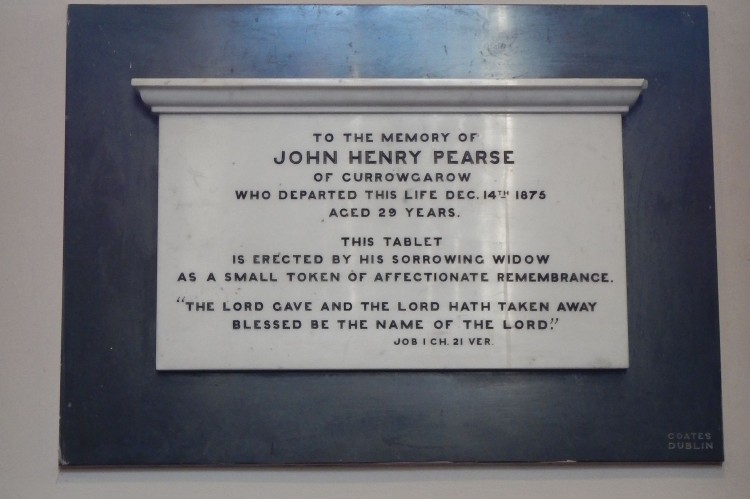 TO THE MEMORY OF
JOHN HENRY PEARSE
OF CURROWGAROW
WHO DEPARTED THIS LIFE DEC. 14TH 1875
AGED 29 YEARS.
THIS TABLET
IS ERECTED BY HIS SORROWING WIDOW
AS A SMALL TOKEN OF AFFECTIONATE REMEMBRANCE.
"THE LORD GAVE AND THE LORD HATH TAKEN AWAY
BLESSED BE THE NAME OF THE LORD."
JOB I CH. 21 VER.
COATES
DUBLIN